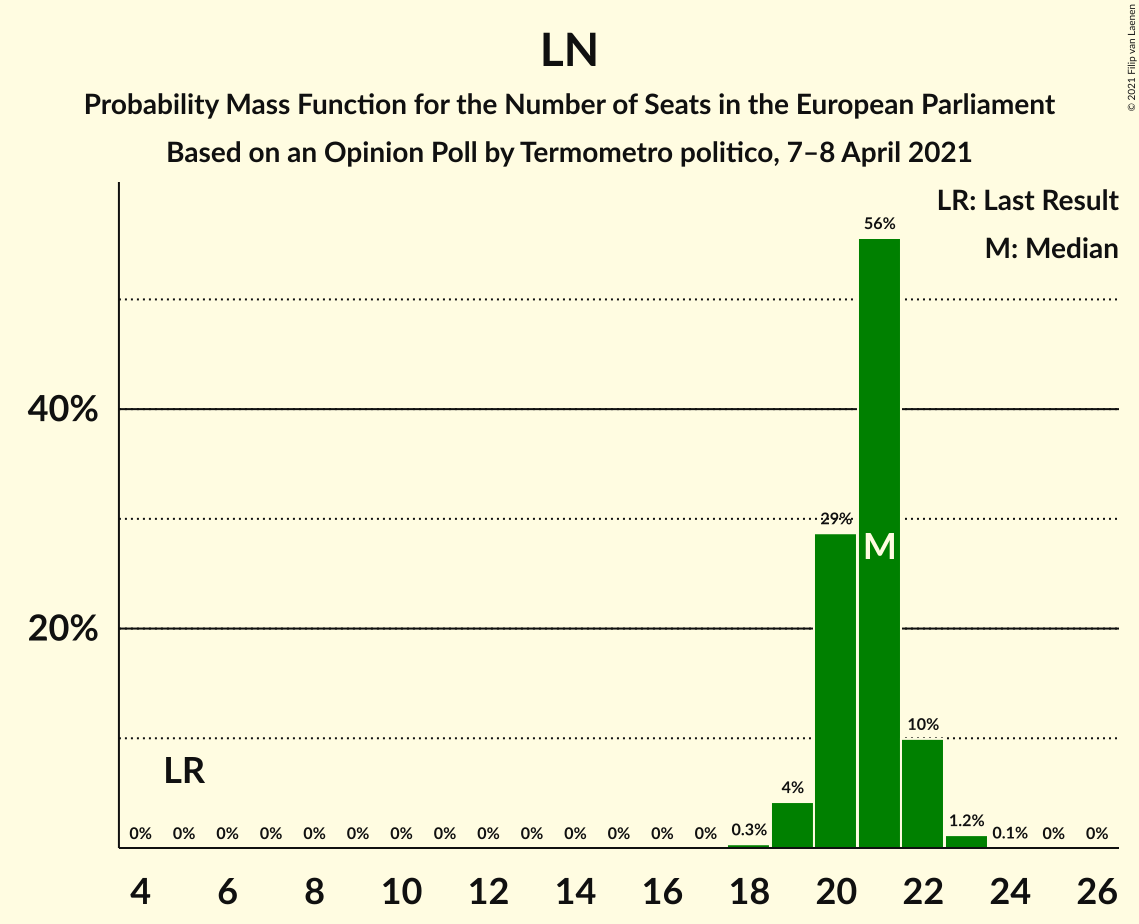 LN
Probability Mass Function for the Number of Seats in the European Parliament
Based on an Opinion Poll by Termometro politico, 7–8 April 2021
© 2021 Filip van Laenen
LR: Last Result
M: Median
56%
40%
29%
M
20%
10%
LR
4%
0% 0% 0% 0% 0% 0% 0% 0% 0% 0% 0% 0% 0% 0% 0.3% 1.2% 0.1% 0% 0%
4 6 8 10 12 14 16 18 20 22 24 26